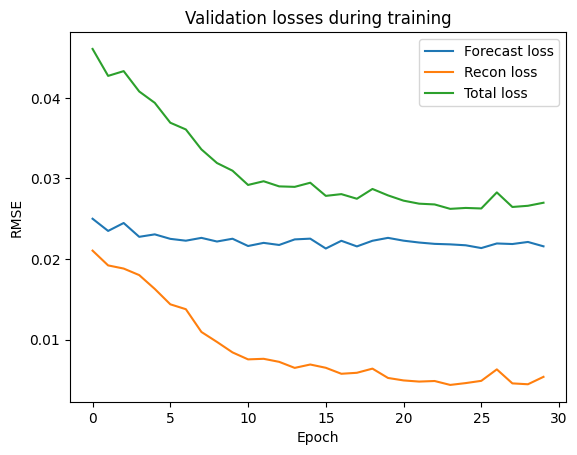 Validation losses during training
Forecast loss
Recon loss
Total loss
RMSE
0.04
0.03
0.02
0.01
0
5
10
15
20
25
30
Epoch